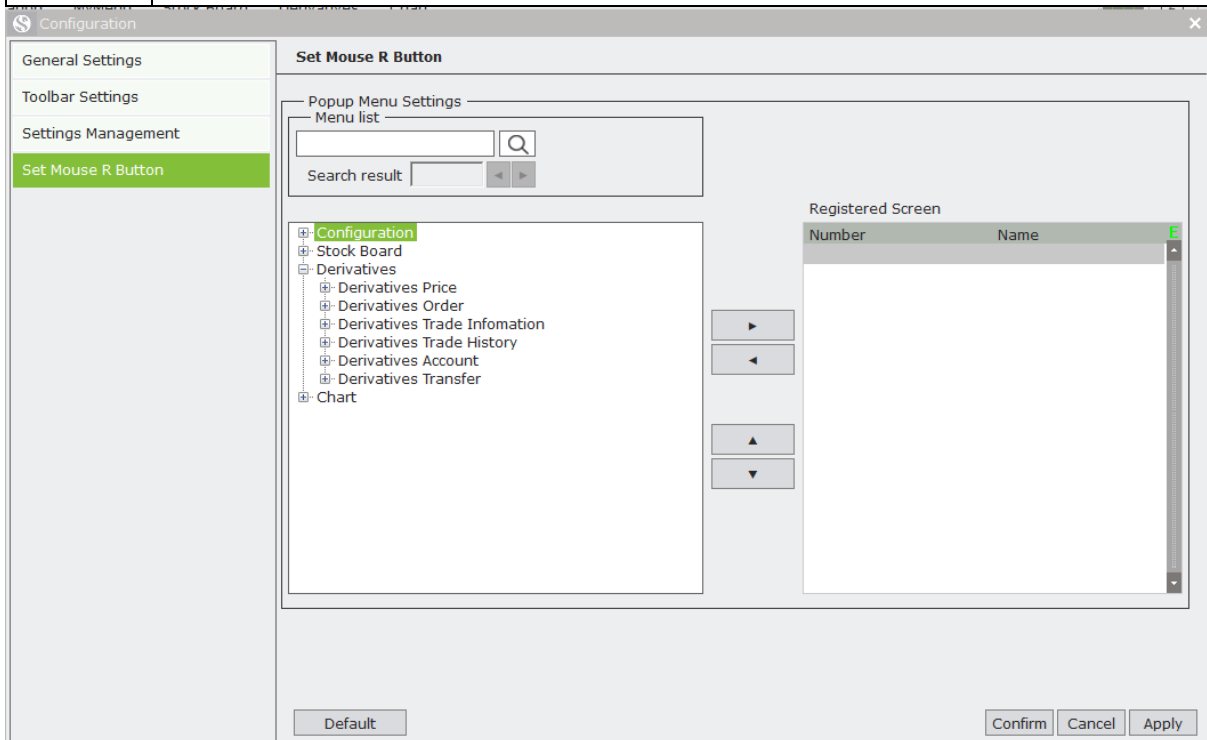 Configuration
General Settings
Toolbar Settings
Settings Management
Set Mouse R Button
Set Mouse R Button
Popup Menu Settings
Menu list
Search result
Configuration
Stock Board
Derivatives
Derivatives Price
Derivatives Order
Derivatives Trade Infomation
Derivatives Trade History
Derivatives Account
Derivatives Transfer
Chart
Registered Screen
Number Name E
Default
Confirm Cancel Apply